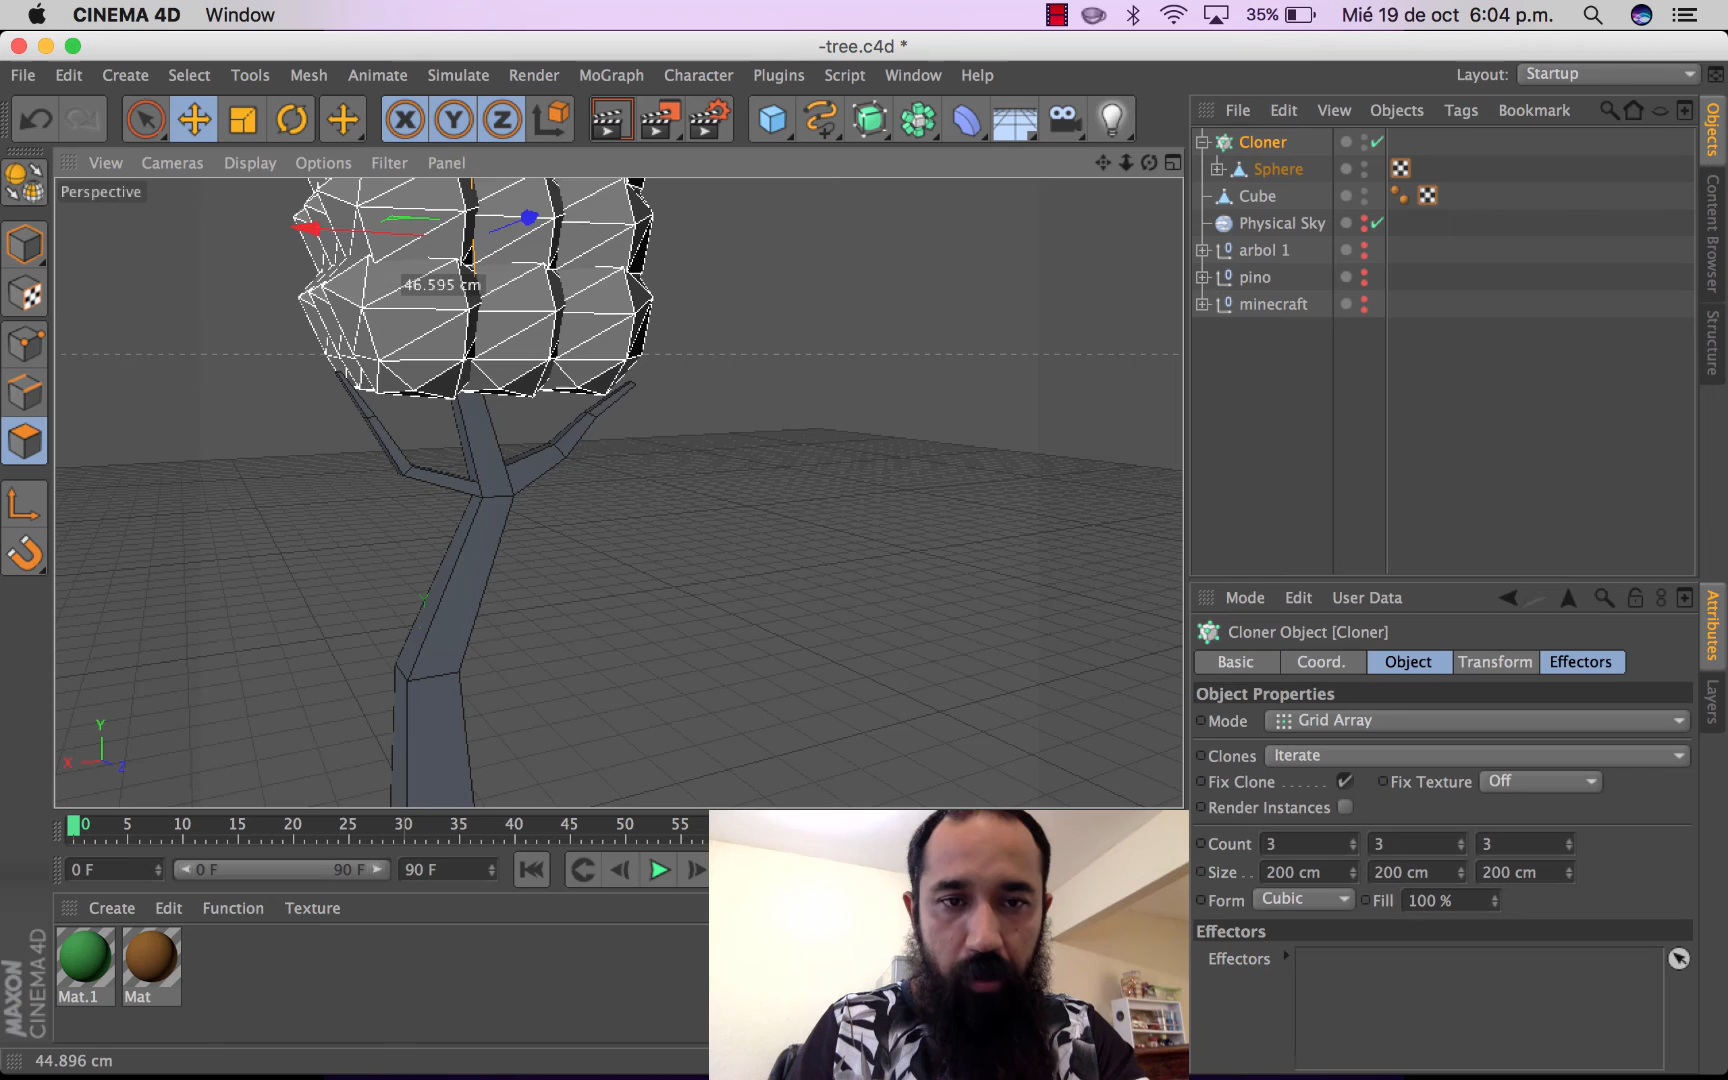 CINEMA 4D Window 35% Mié 19 de oct 6:04 p.m.
-tree.c4d *
File Edit Create Select Tools Mesh Animate Simulate Render MoGraph Character Plugins Script Window Help Layout: Startup
File Edit View Objects Tags Bookmark
View Cameras Display Options Filter Panel
Perspective
46.595 cm
Y
X
Z
Y
Cloner
Sphere
Cube
Physical Sky
arbol 1
pino
minecraft
Objects
Content Browser
Structure
Mode Edit User Data
Cloner Object [Cloner]
Basic Coord. Object Transform Effectors
Object Properties
Mode Grid Array
Clones Iterate
Fix Clone Fix Texture Off
Render Instances
Count 3 3 3
Size 200 cm 200 cm 200 cm
Form Cubic Fill 100 %
Effectors
Effectors
Attributes
Layers
0 5 10 15 20 25 30 35 40 45 50 55
0 F 0 F 90 F 90 F
Create Edit Function Texture
Mat.1 Mat
MAXON
CINEMA 4D
44.896 cm